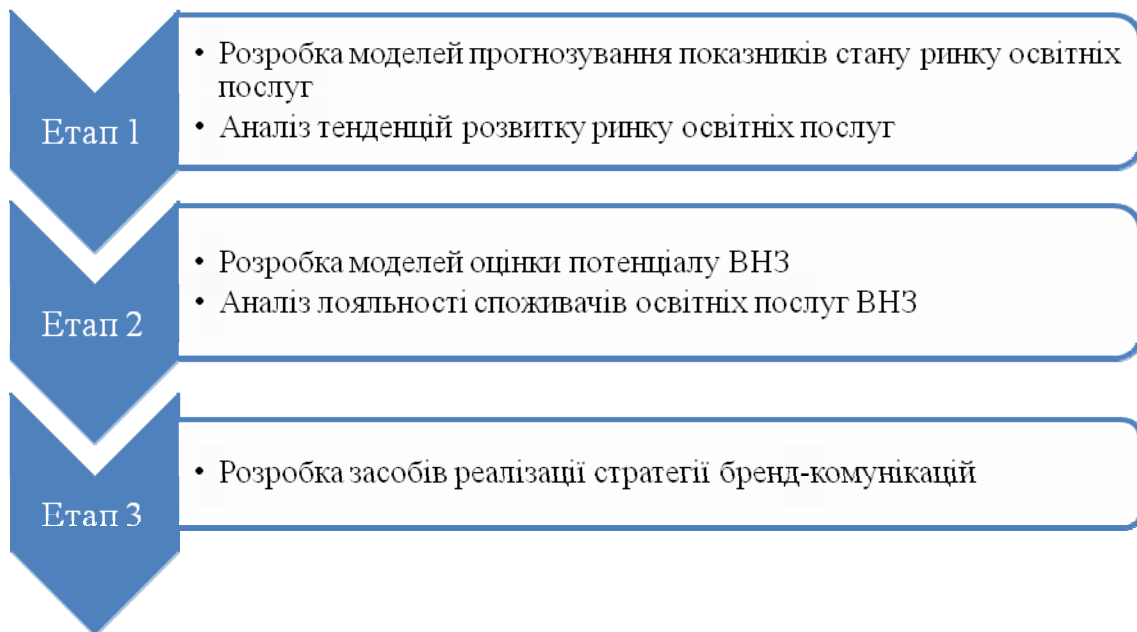 Етап 1
• Розробка моделей прогнозування показників стану ринку освітніх
послуг
• Аналіз тенденцій розвитку ринку освітніх послуг
Етап 2
• Розробка моделей оцінки потенціалу ВНЗ
• Аналіз лояльності споживачів освітніх послуг ВНЗ
Етап 3
• Розробка засобів реалізації стратегії бренд-комунікацій